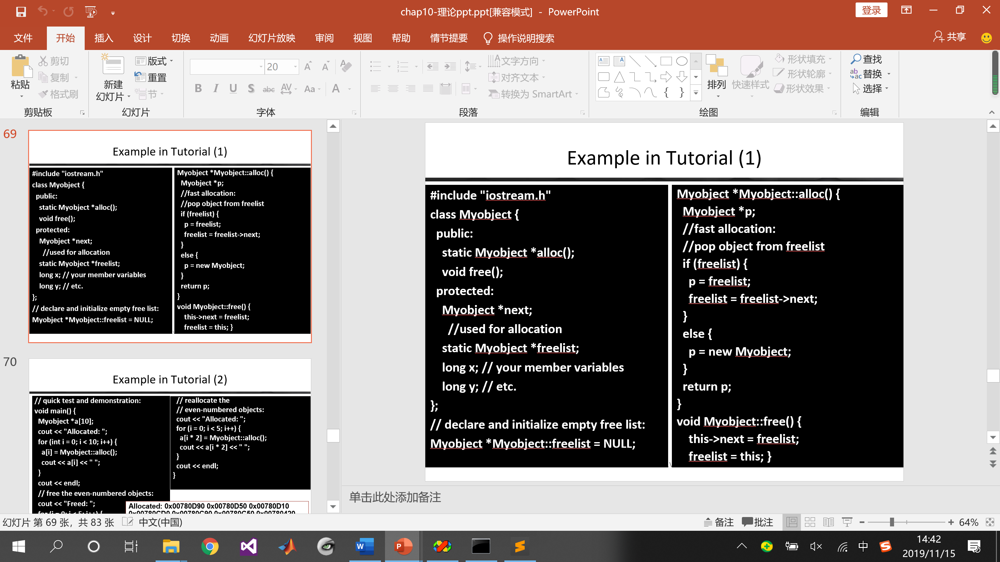 chap10-理论ppt.ppt[兼容模式] - PowerPoint
登录
文件 开始 插入 设计 切换 动画 幻灯片放映 审阅 视图 帮助 情节提要 操作说明搜索 共享
粘贴
剪切
复制
格式刷
剪贴板
新建
幻灯片
版式
重置
节
幻灯片
20
B I U S abc AV Aa A
字体
文字方向
对齐文本
转换为 SmartArt
段落
排列
快速样式
形状填充
形状轮廓
形状效果
绘图
查找
替换
选择
编辑
69
Example in Tutorial (1)
#include "iostream.h"
class Myobject {
public:
static Myobject *alloc();
void free();
protected:
Myobject *next;
//used for allocation
static Myobject *freelist;
long x; // your member variables
long y; // etc.
};
// declare and initialize empty free list:
Myobject *Myobject::freelist = NULL;
Myobject *Myobject::alloc() {
Myobject *p;
//fast allocation:
//pop object from freelist
if (freelist) {
p = freelist;
freelist = freelist->next;
}
else {
p = new Myobject;
}
return p;
}
void Myobject::free() {
this->next = freelist;
freelist = this; }
70
Example in Tutorial (2)
// quick test and demonstration:
void main() {
Myobject *a[10];
cout << "Allocated: ";
for (int i = 0; i < 10; i++) {
a[i] = Myobject::alloc();
cout << a[i] << " ";
}
cout << endl;
// free the even-numbered objects:
cout << "Freed: ";
for (i = 0; i < 5; i++) {
// reallocate the
// even-numbered objects:
cout << "Allocated: ";
for (i = 0; i < 5; i++) {
a[i * 2] = Myobject::alloc();
cout << a[i * 2] << " ";
}
cout << endl;
}
Allocated: 0x00780D90 0x00780D50 0x00780D10
0x00780CD0 0x00780C90 0x00780C50 0x00780420
Example in Tutorial (1)
#include "iostream.h"
class Myobject {
public:
static Myobject *alloc();
void free();
protected:
Myobject *next;
//used for allocation
static Myobject *freelist;
long x; // your member variables
long y; // etc.
};
// declare and initialize empty free list:
Myobject *Myobject::freelist = NULL;
Myobject *Myobject::alloc() {
Myobject *p;
//fast allocation:
//pop object from freelist
if (freelist) {
p = freelist;
freelist = freelist->next;
}
else {
p = new Myobject;
}
return p;
}
void Myobject::free() {
this->next = freelist;
freelist = this; }
单击此处添加备注
幻灯片 第 69 张，共 83 张 中文(中国) 备注 批注 64%
中
14:42
2019/11/15